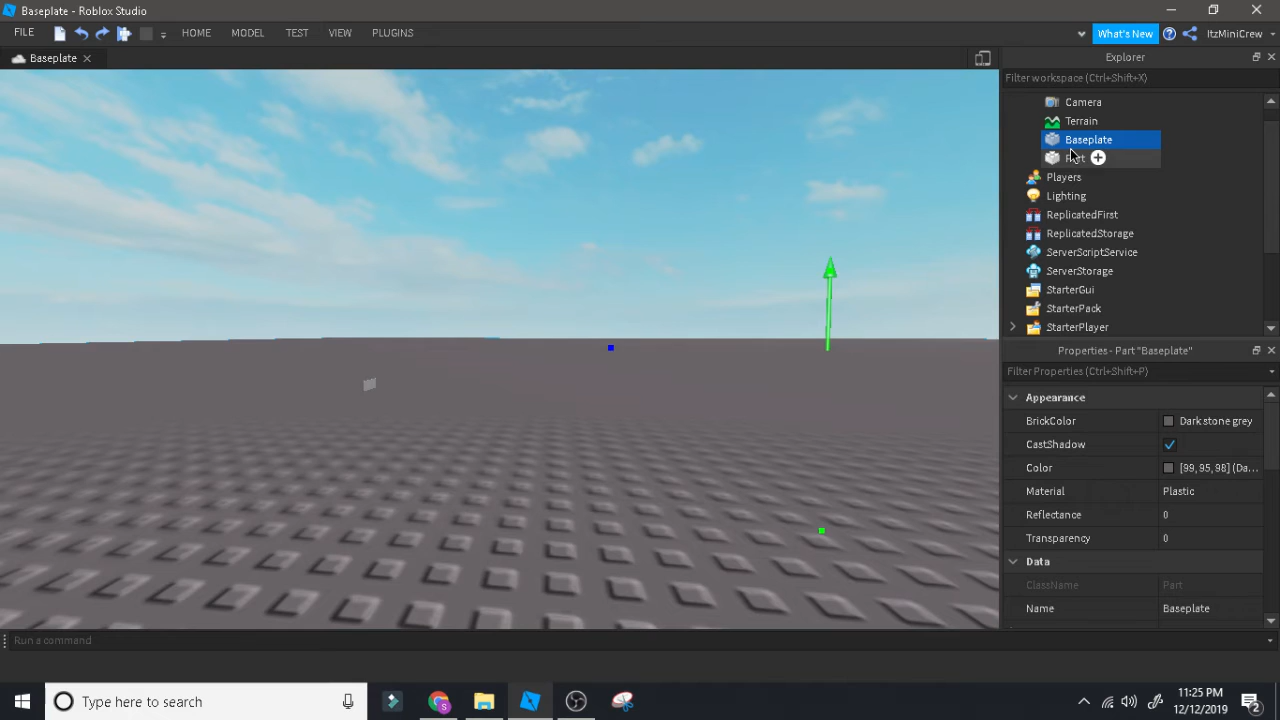 Baseplate - Roblox Studio
FILE
HOME
MODEL
TEST
VIEW
PLUGINS
What's New
ItzMiniCrew
Baseplate
Explorer
Filter workspace (Ctrl+Shift+X)
Camera
Terrain
Baseplate
Part
Players
Lighting
ReplicatedFirst
ReplicatedStorage
ServerScriptService
ServerStorage
StarterGui
StarterPack
StarterPlayer
Properties - Part "Baseplate"
Filter Properties (Ctrl+Shift+P)
Appearance
BrickColor Dark stone grey
CastShadow
Color [99, 95, 98] (Da...
Material Plastic
Reflectance 0
Transparency 0
Data
ClassName Part
Name Baseplate
Run a command
Type here to search
11:25 PM
12/12/2019
2